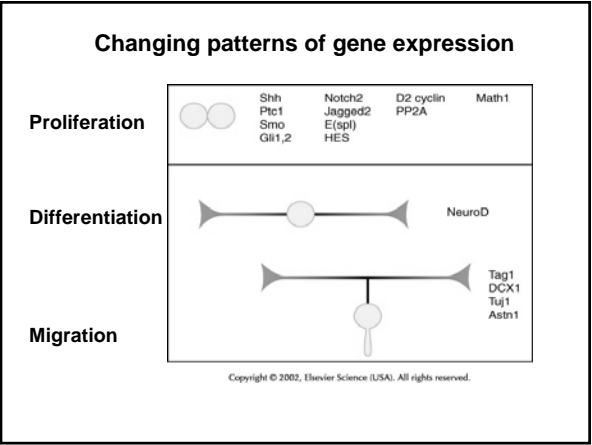 Changing patterns of gene expression
Proliferation
Shh Notch2 D2 cyclin Math1
Ptc1 Jagged2 PP2A
Smo E(spl)
Gli1,2 HES
Differentiation
NeuroD
Tag1
DCX1
Tuj1
Astn1
Migration
Copyright © 2002, Elsevier Science (USA). All rights reserved.